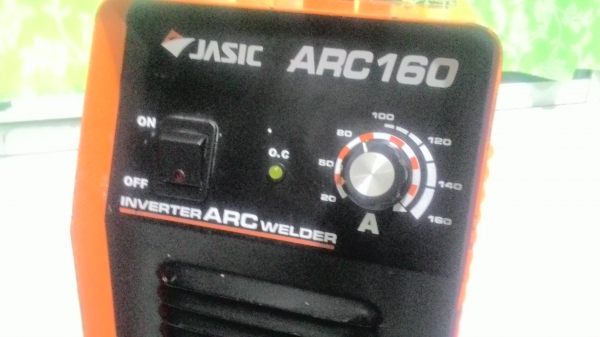 JASIC ARC160
ON
OFF
O.C
INVERTER ARC WELDER
20
50
80
100
120
140
160
A